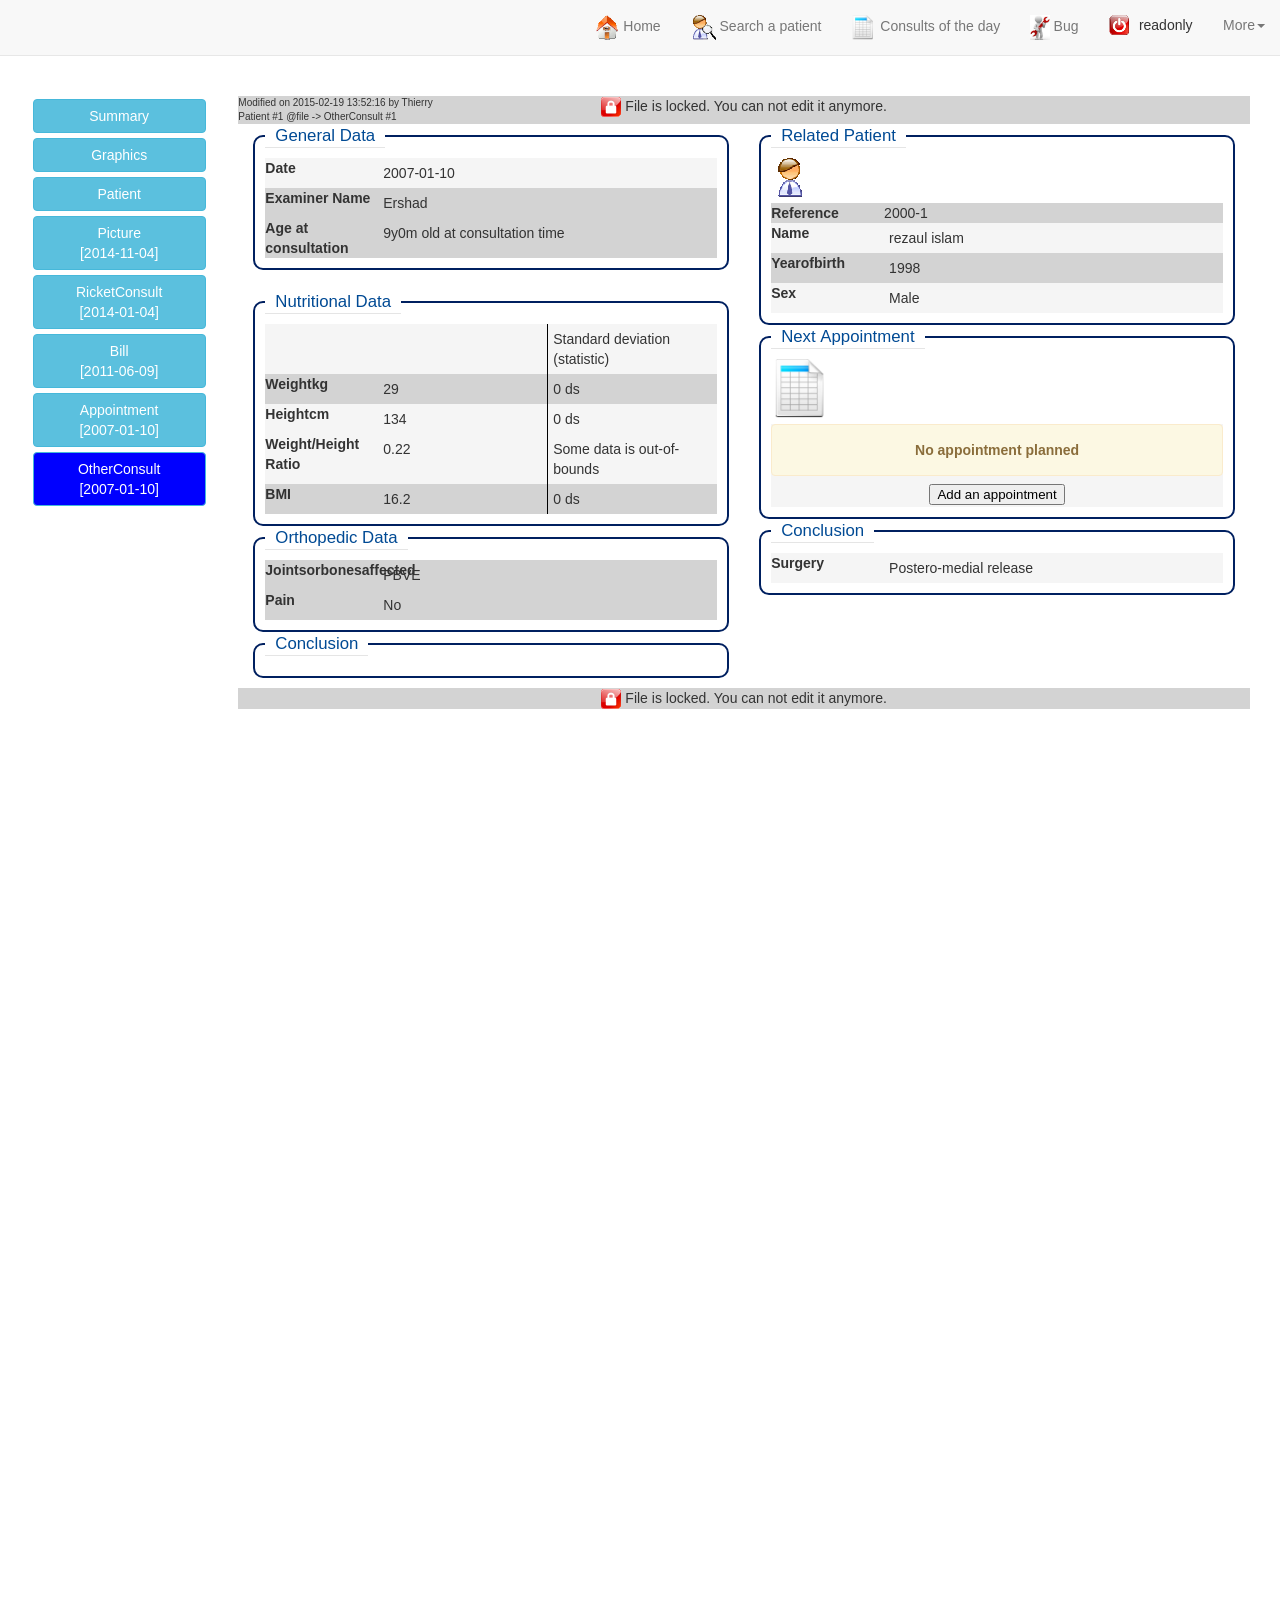 Home
Search a patient
Consults of the day
Bug
readonly
More
Summary
Graphics
Patient
Picture
[2014-11-04]
RicketConsult
[2014-01-04]
Bill
[2011-06-09]
Appointment
[2007-01-10]
OtherConsult
[2007-01-10]
Modified on 2015-02-19 13:52:16 by Thierry
Patient #1 @file -> OtherConsult #1
File is locked. You can not edit it anymore.
General Data
Date 2007-01-10
Examiner Name Ershad
Age at 9y0m old at consultation time
consultation
Nutritional Data
Standard deviation
(statistic)
Weightkg 29 0 ds
Heightcm 134 0 ds
Weight/Height 0.22 Some data is out-of-
Ratio bounds
BMI 16.2 0 ds
Orthopedic Data
Jointsorbonesaffected PBVE
Pain No
Conclusion
Related Patient
Reference 2000-1
Name rezaul islam
Yearofbirth 1998
Sex Male
Next Appointment
No appointment planned
Add an appointment
Conclusion
Surgery Postero-medial release
File is locked. You can not edit it anymore.